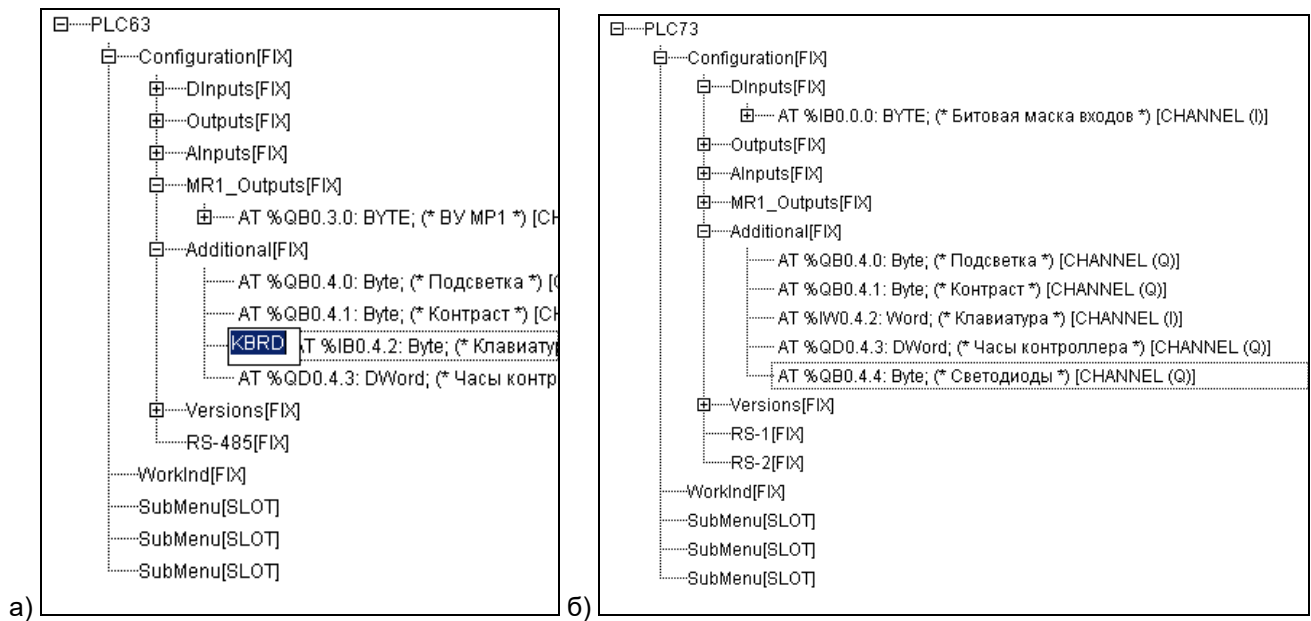 PLC63
Configuration[FIX]
DInputs[FIX]
Outputs[FIX]
AInputs[FIX]
MR1_Outputs[FIX]
AT %QB0.3.0: BYTE; (* ВУ МР1 *) [CH
Additional[FIX]
AT %QB0.4.0: Byte; (* Подсветка *) [C
AT %QB0.4.1: Byte; (* Контраст *) [CH
KBRD T %IB0.4.2: Byte; (* Клавиату
AT %QD0.4.3: DWord; (* Часы контр
Versions[FIX]
RS-485[FIX]
WorkInd[FIX]
SubMenu[SLOT]
SubMenu[SLOT]
SubMenu[SLOT]
а)
PLC73
Configuration[FIX]
DInputs[FIX]
AT %IB0.0.0: BYTE; (* Битовая маска входов *) [CHANNEL (I)]
Outputs[FIX]
AInputs[FIX]
MR1_Outputs[FIX]
Additional[FIX]
AT %QB0.4.0: Byte; (* Подсветка *) [CHANNEL (Q)]
AT %QB0.4.1: Byte; (* Контраст *) [CHANNEL (Q)]
AT %IW0.4.2: Word; (* Клавиатура *) [CHANNEL (I)]
AT %QD0.4.3: DWord; (* Часы контроллера *) [CHANNEL (Q)]
AT %QB0.4.4: Byte; (* Светодиоды *) [CHANNEL (Q)]
Versions[FIX]
RS-1[FIX]
RS-2[FIX]
WorkInd[FIX]
SubMenu[SLOT]
SubMenu[SLOT]
SubMenu[SLOT]
б)